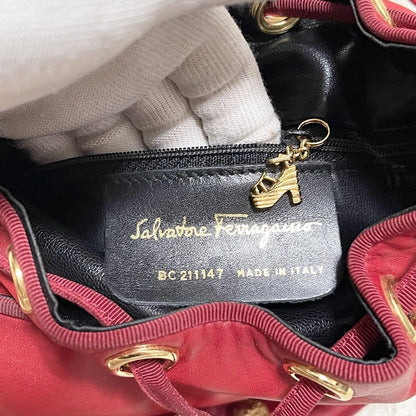 Salvatore Ferragamo
BC 211147 MADE IN ITALY